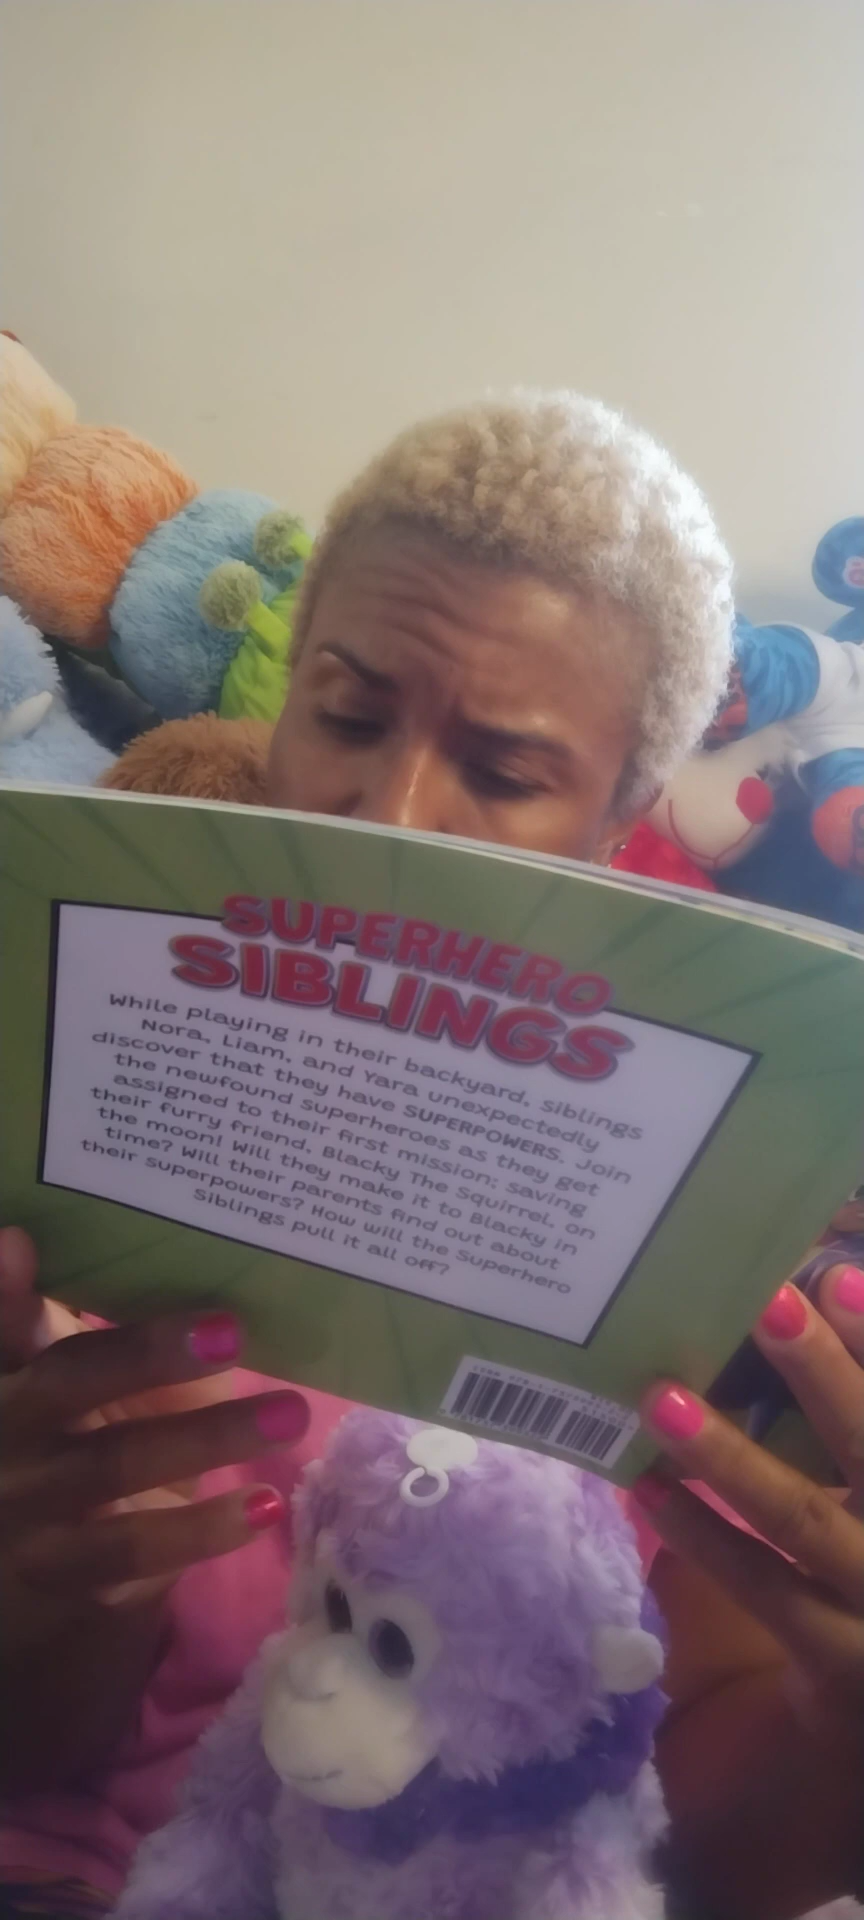 SUPERHERO
SIBLINGS
While playing in their backyard, siblings
Nora, Liam, and Yara unexpectedly
discover that they have SUPERPOWERS. Join
the newfound superheroes as they get
assigned to their first mission; saving
their furry friend, Blacky The Squirrel, on
the moon! Will they make it to Blacky in
time? Will their parents find out about
their superpowers? How will the Superhero
Siblings pull it all off?